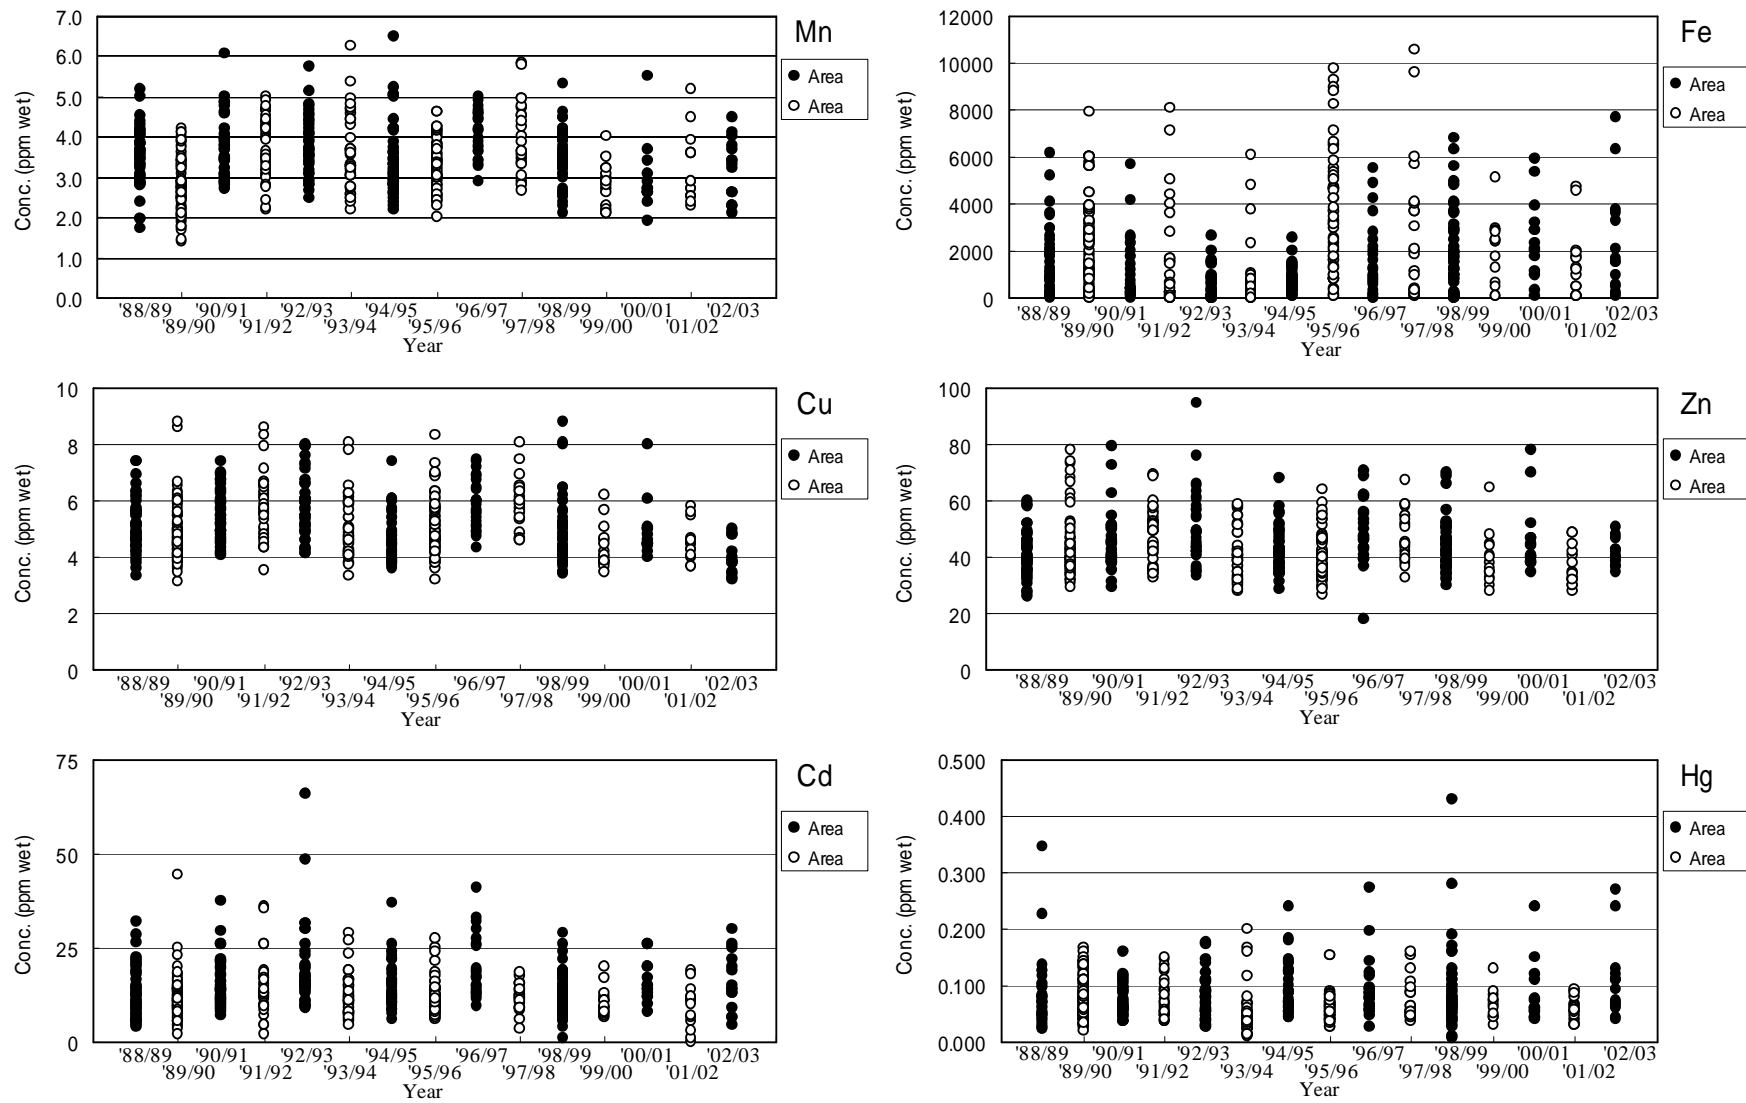 7.0
6.0
5.0
4.0
3.0
2.0
1.0
0.0
Conc. (ppm wet)
Mn
Area
Area
'88/89 '90/91 '92/93 '94/95 '96/97 '98/99 '00/01 '02/03
'89/90 '91/92 '93/94 '95/96 '97/98 '99/00 '01/02
Year
12000
10000
8000
6000
4000
2000
0
Conc. (ppm wet)
Fe
Area
Area
'88/89 '90/91 '92/93 '94/95 '96/97 '98/99 '00/01 '02/03
'89/90 '91/92 '93/94 '95/96 '97/98 '99/00 '01/02
Year
10
8
6
4
2
0
Conc. (ppm wet)
Cu
Area
Area
'88/89 '90/91 '92/93 '94/95 '96/97 '98/99 '00/01 '02/03
'89/90 '91/92 '93/94 '95/96 '97/98 '99/00 '01/02
Year
100
80
60
40
20
0
Conc. (ppm wet)
Zn
Area
Area
'88/89 '90/91 '92/93 '94/95 '96/97 '98/99 '00/01 '02/03
'89/90 '91/92 '93/94 '95/96 '97/98 '99/00 '01/02
Year
75
50
25
0
Conc. (ppm wet)
Cd
Area
Area
'88/89 '90/91 '92/93 '94/95 '96/97 '98/99 '00/01 '02/03
'89/90 '91/92 '93/94 '95/96 '97/98 '99/00 '01/02
Year
0.500
0.400
0.300
0.200
0.100
0.000
Conc. (ppm wet)
Hg
Area
Area
'88/89 '90/91 '92/93 '94/95 '96/97 '98/99 '00/01 '02/03
'89/90 '91/92 '93/94 '95/96 '97/98 '99/00 '01/02
Year